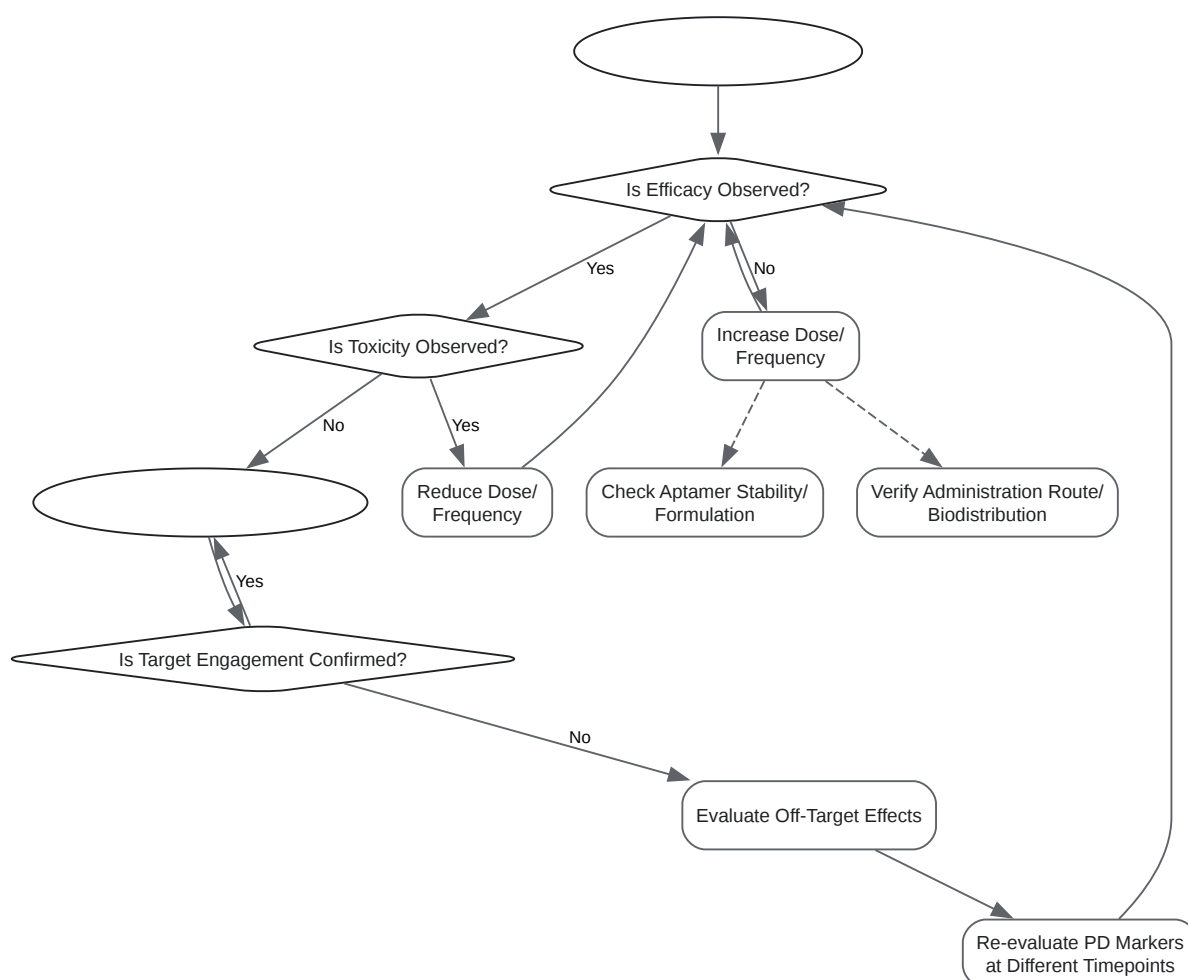 Is Efficacy Observed?
Yes
No
Is Toxicity Observed?
Increase Dose/
Frequency
No
Yes
Reduce Dose/
Frequency
Check Aptamer Stability/
Formulation
Verify Administration Route/
Biodistribution
Yes
Is Target Engagement Confirmed?
No
Evaluate Off-Target Effects
Re-evaluate PD Markers
at Different Timepoints